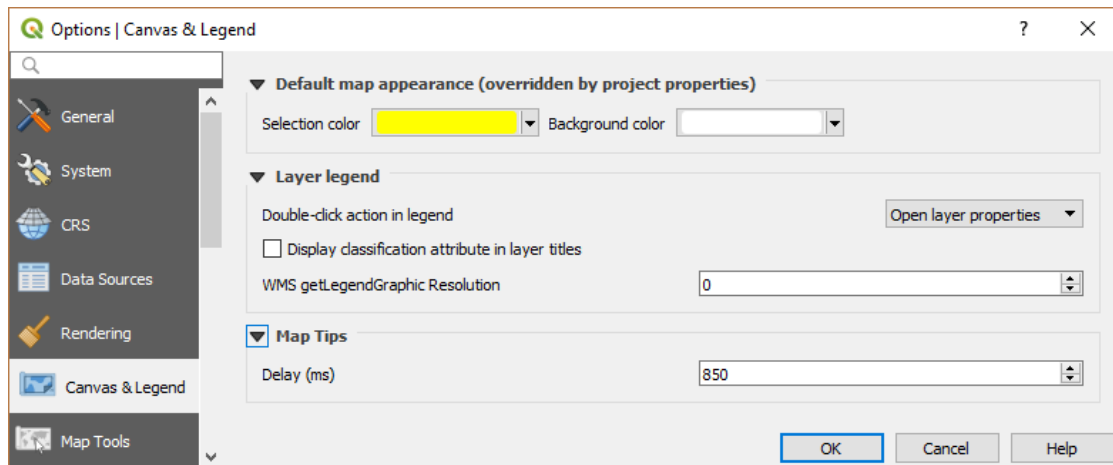 Options | Canvas & Legend
?
General
System
CRS
Data Sources
Rendering
Canvas & Legend
Map Tools
Default map appearance (overridden by project properties)
Selection color Background color
Layer legend
Double-click action in legend Open layer properties
Display classification attribute in layer titles
WMS getLegendGraphic Resolution 0
Map Tips
Delay (ms) 850
OK Cancel Help